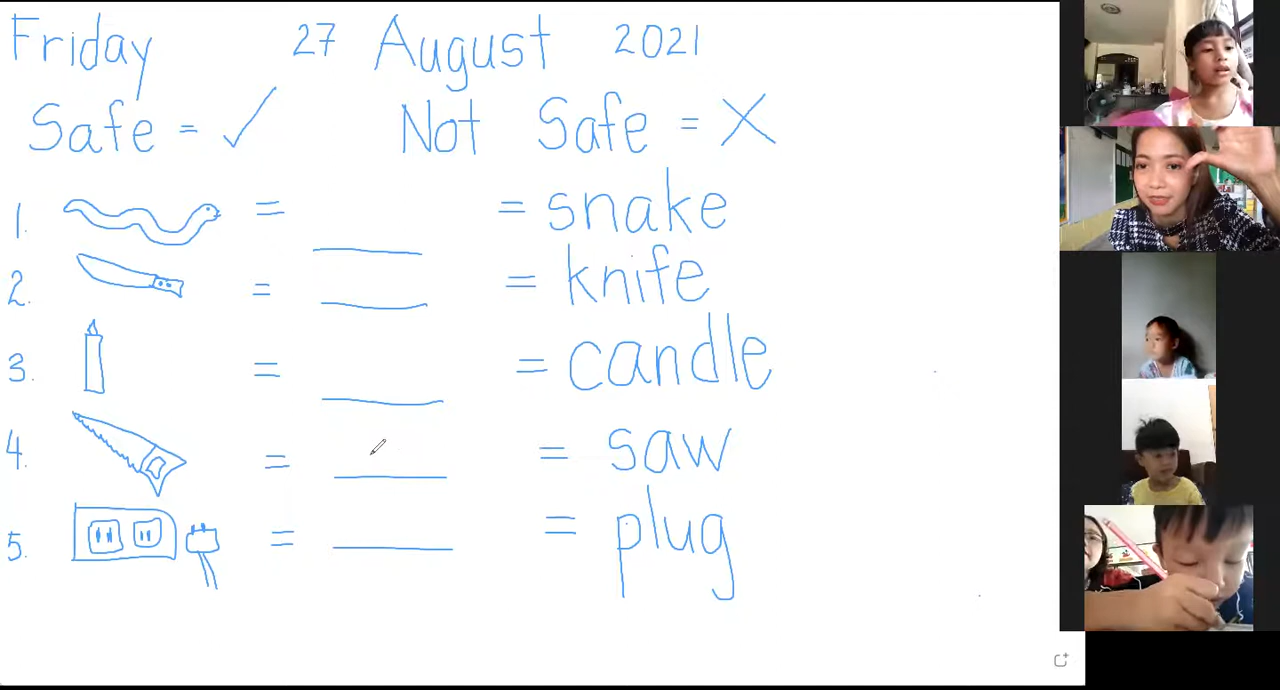 Friday 27 August 2021
Safe = ✓ Not Safe = X
1. = = snake
2. = = knife
3. = = candle
4. = = saw
5. = = plug